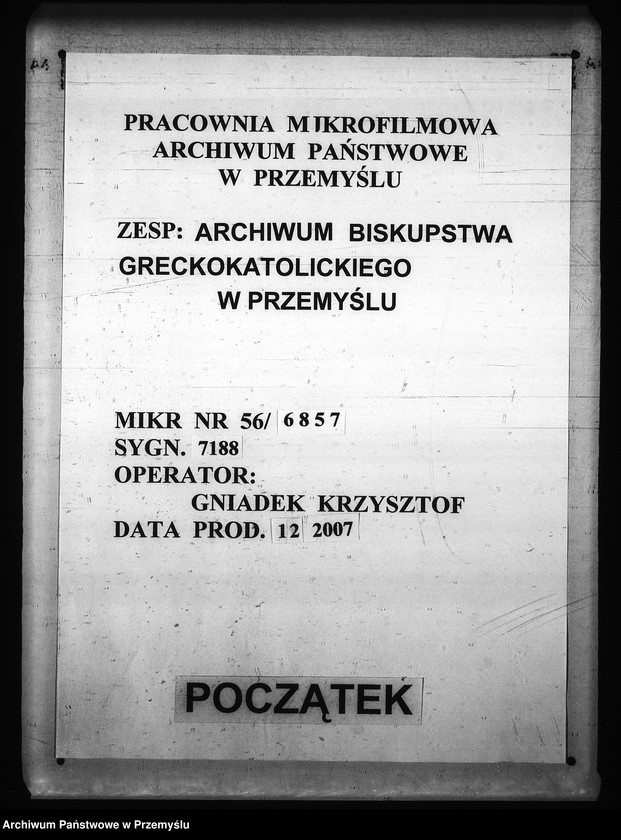 PRACOWNIA MIKROFILMOWA
ARCHIWUM PAŃSTWOWE
W PRZEMYŚLU
ZESP: ARCHIWUM BISKUPSTWA
GRECKOKATOLICKIEGO
W PRZEMYŚLU
MIKR NR 56/ 6857
SYGN. 7188
OPERATOR:
GNIADEK KRZYSZTOF
DATA PROD. 12 2007
POCZĄTEK
Archiwum Państwowe w Przemyślu